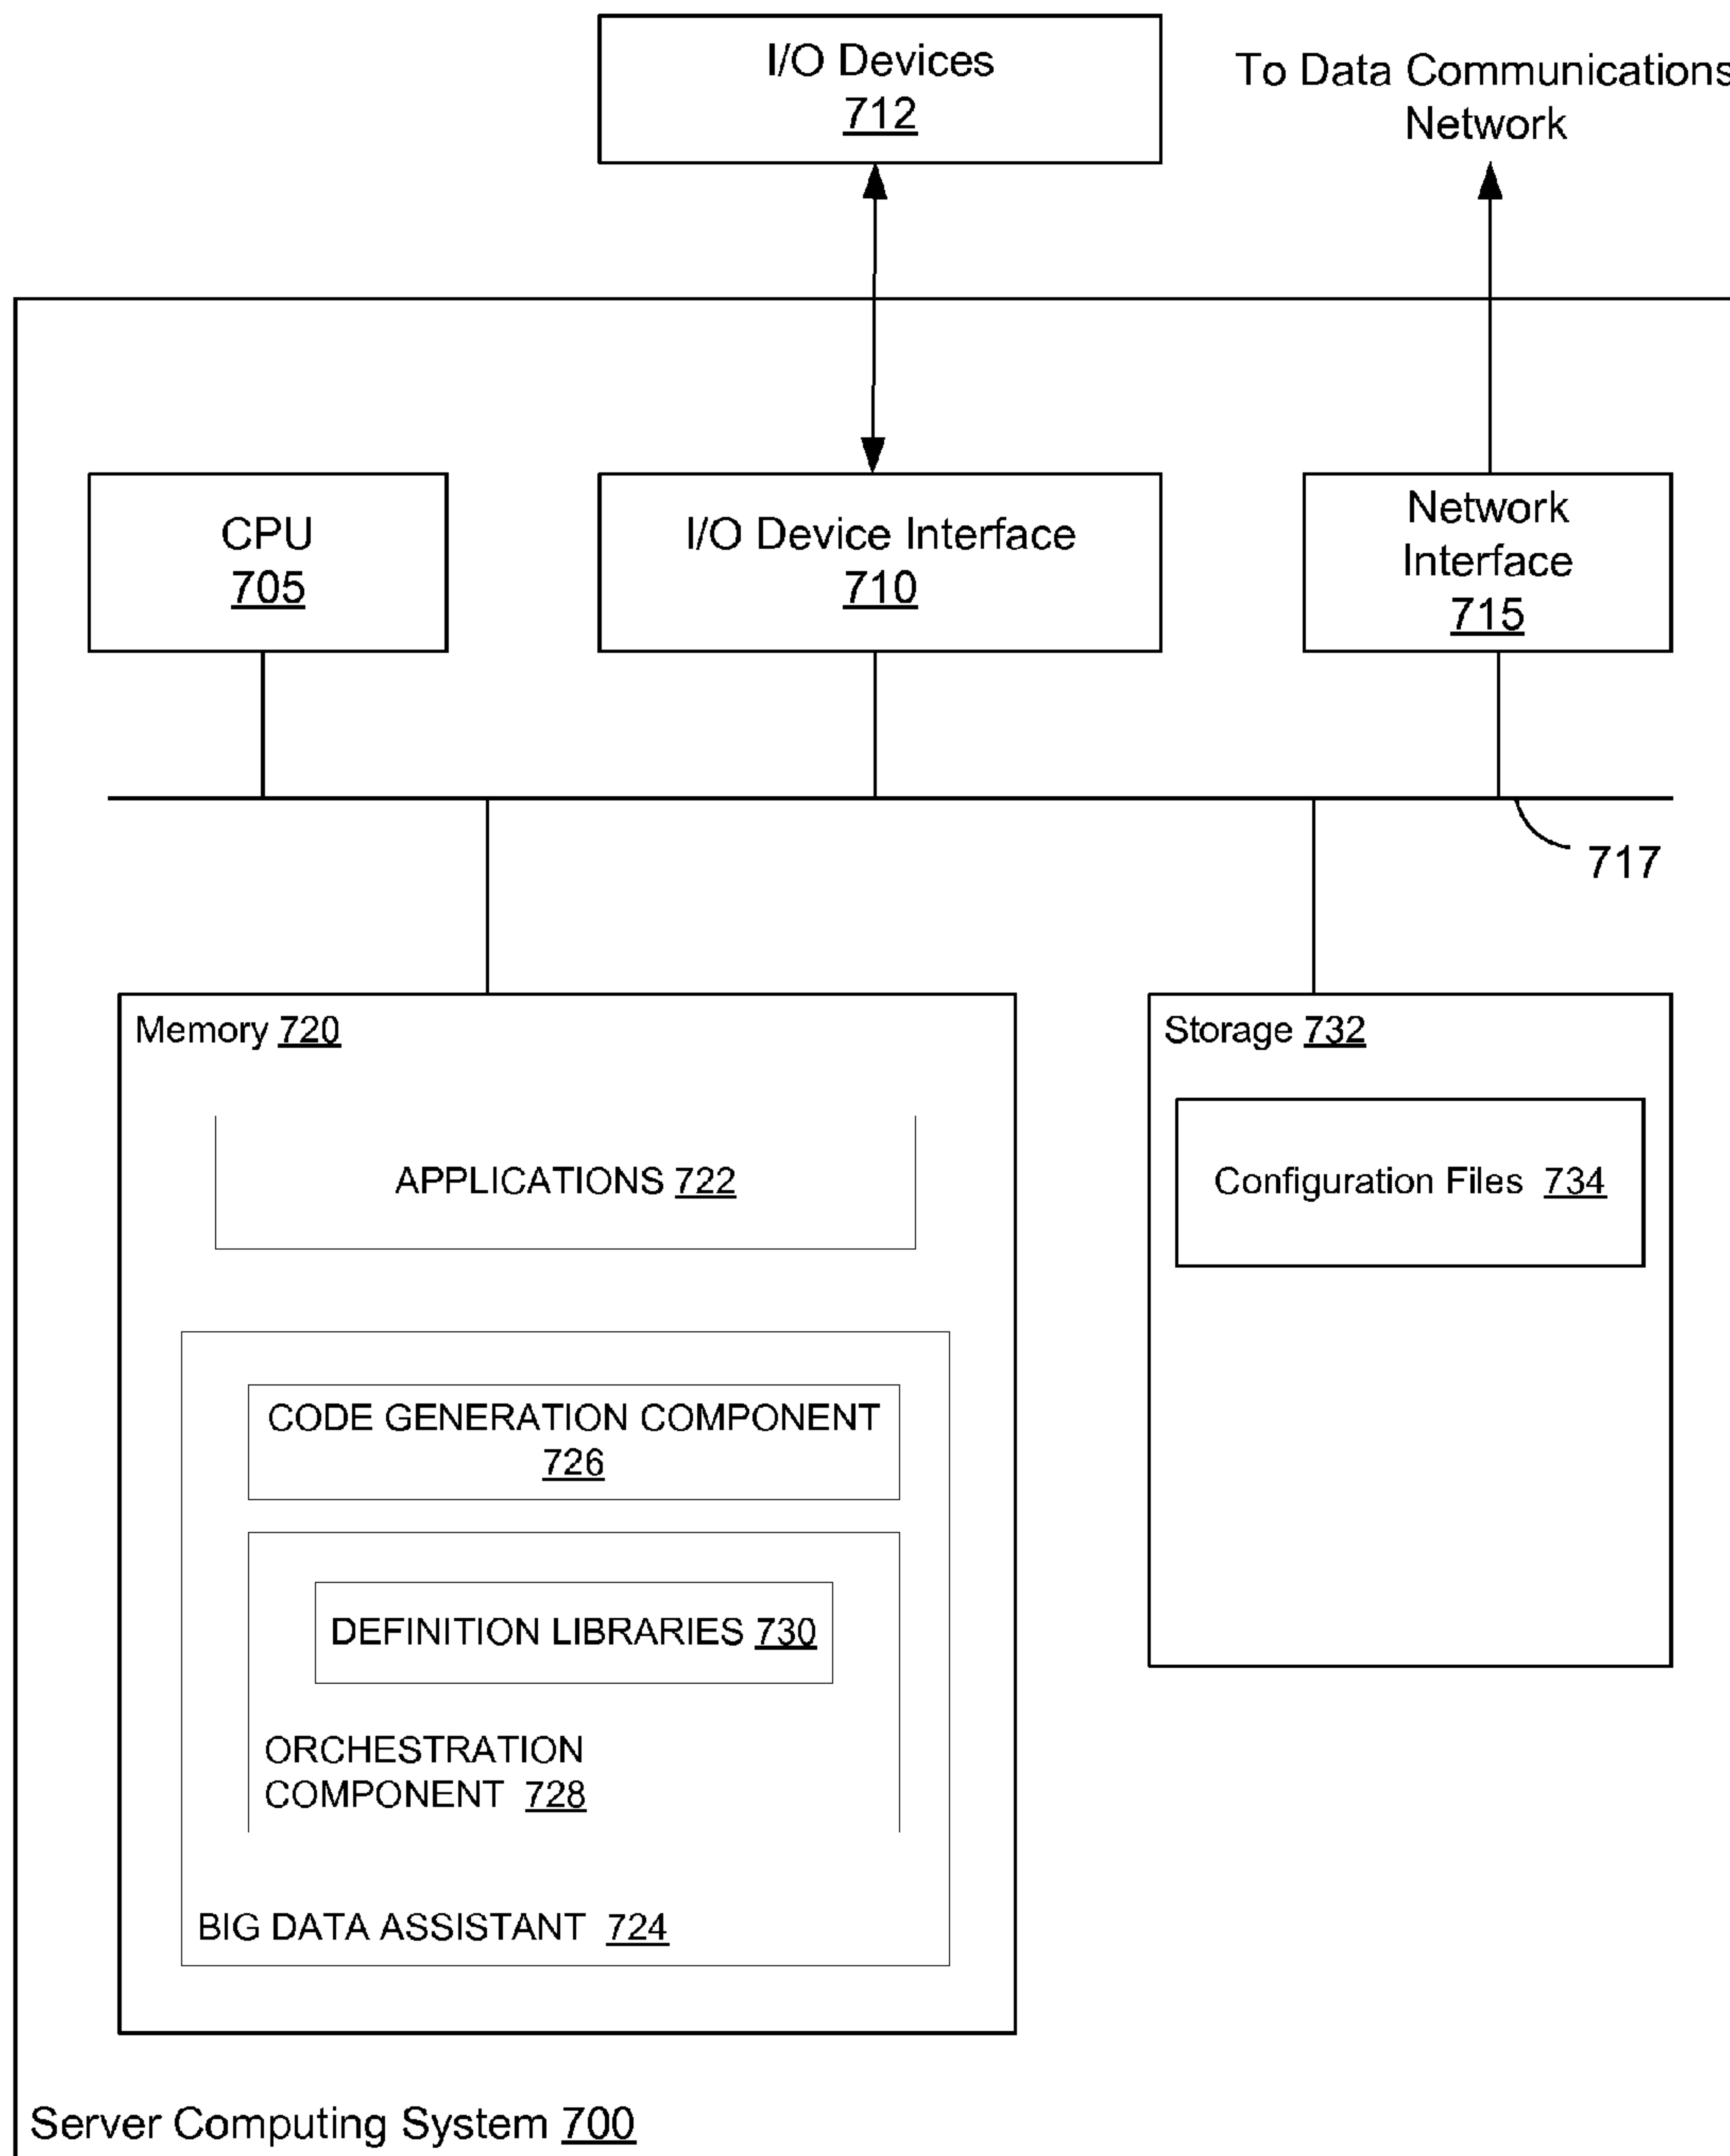 I/O Devices
712
To Data Communications
Network
CPU
705
I/O Device Interface
710
Network
Interface
715
717
Memory 720
APPLICATIONS 722
CODE GENERATION COMPONENT
726
DEFINITION LIBRARIES 730
ORCHESTRATION
COMPONENT 728
BIG DATA ASSISTANT 724
Storage 732
Configuration Files 734
Server Computing System 700